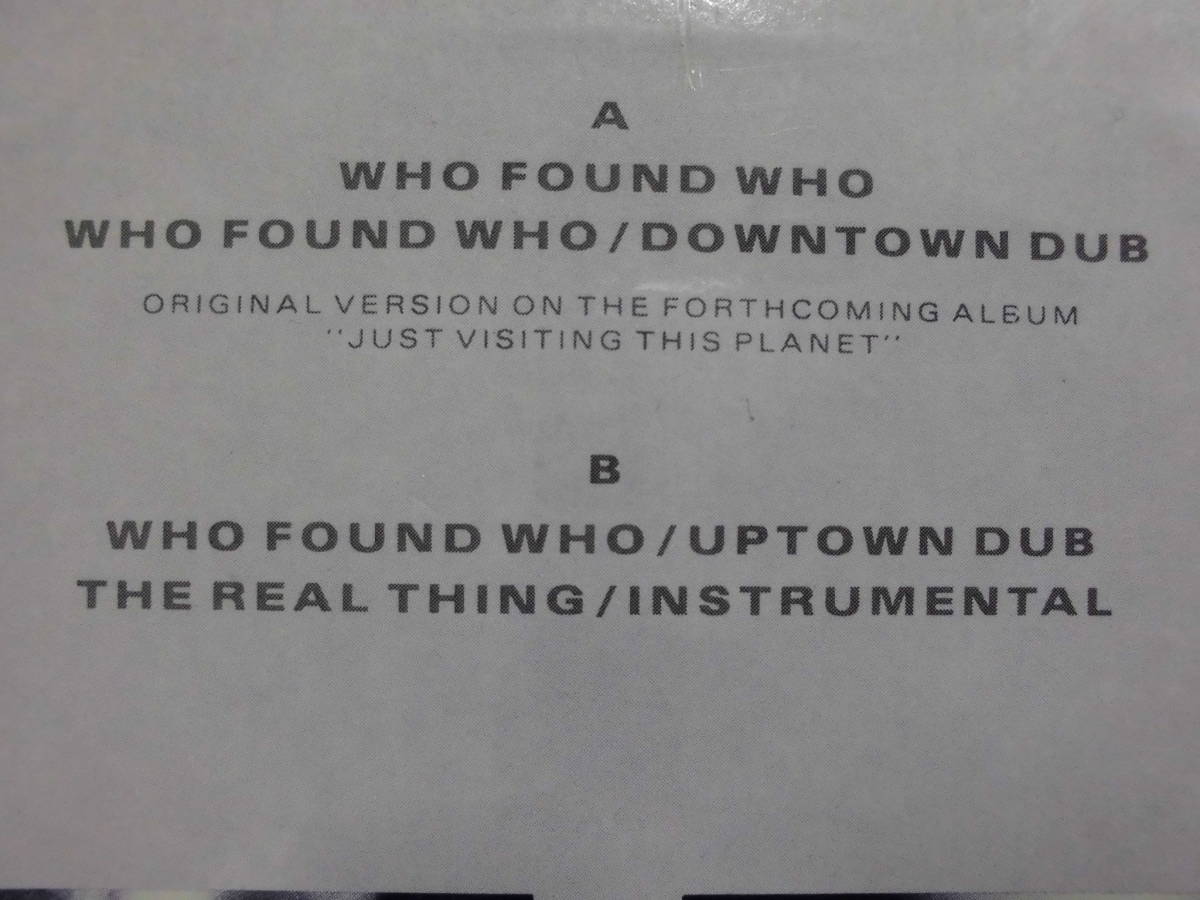 A
WHO FOUND WHO
WHO FOUND WHO/DOWNTOWN DUB
ORIGINAL VERSION ON THE FORTHCOMING ALBUM
"JUST VISITING THIS PLANET"
B
WHO FOUND WHO/UPTOWN DUB
THE REAL THING/INSTRUMENTAL